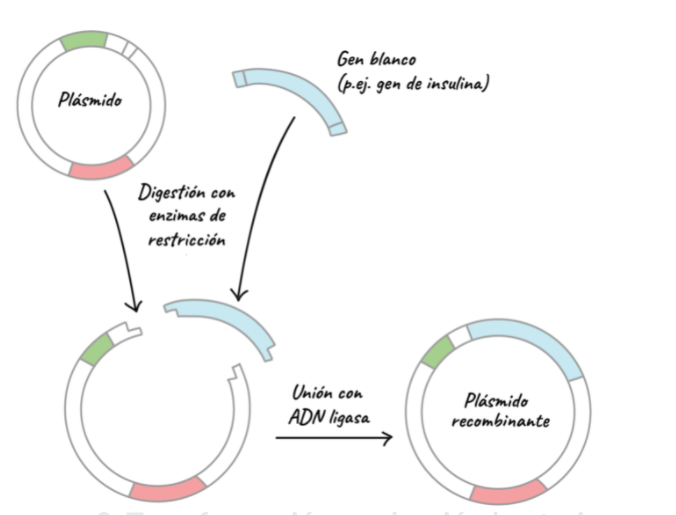 Plásmido
Gen blanco
(p.ej. gen de insulina)
Digestión con
enzimas de
restricción
Unión con
ADN ligasa
Plásmido
recombinante